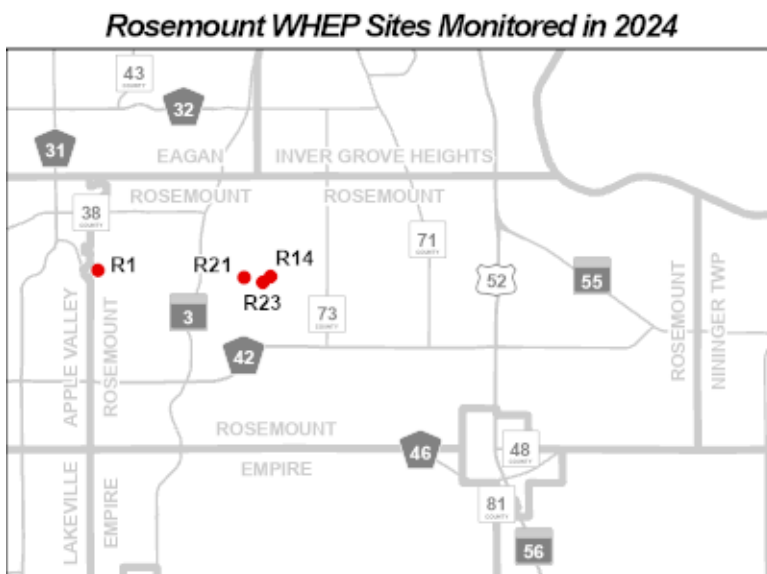 Rosemount WHEP Sites Monitored in 2024
43
COUNTY
32
31
EAGAN
INVER GROVE HEIGHTS
ROSEMOUNT
ROSEMOUNT
38
COUNTY
71
COUNTY
R1
R21
R14
R23
52
55
3
73
COUNTY
42
APPLE VALLEY
ROSEMOUNT
ROSEMOUNT
NININGER TWP
ROSEMOUNT
EMPIRE
46
48
COUNTY
81
COUNTY
56
LAKEVILLE
EMPIRE